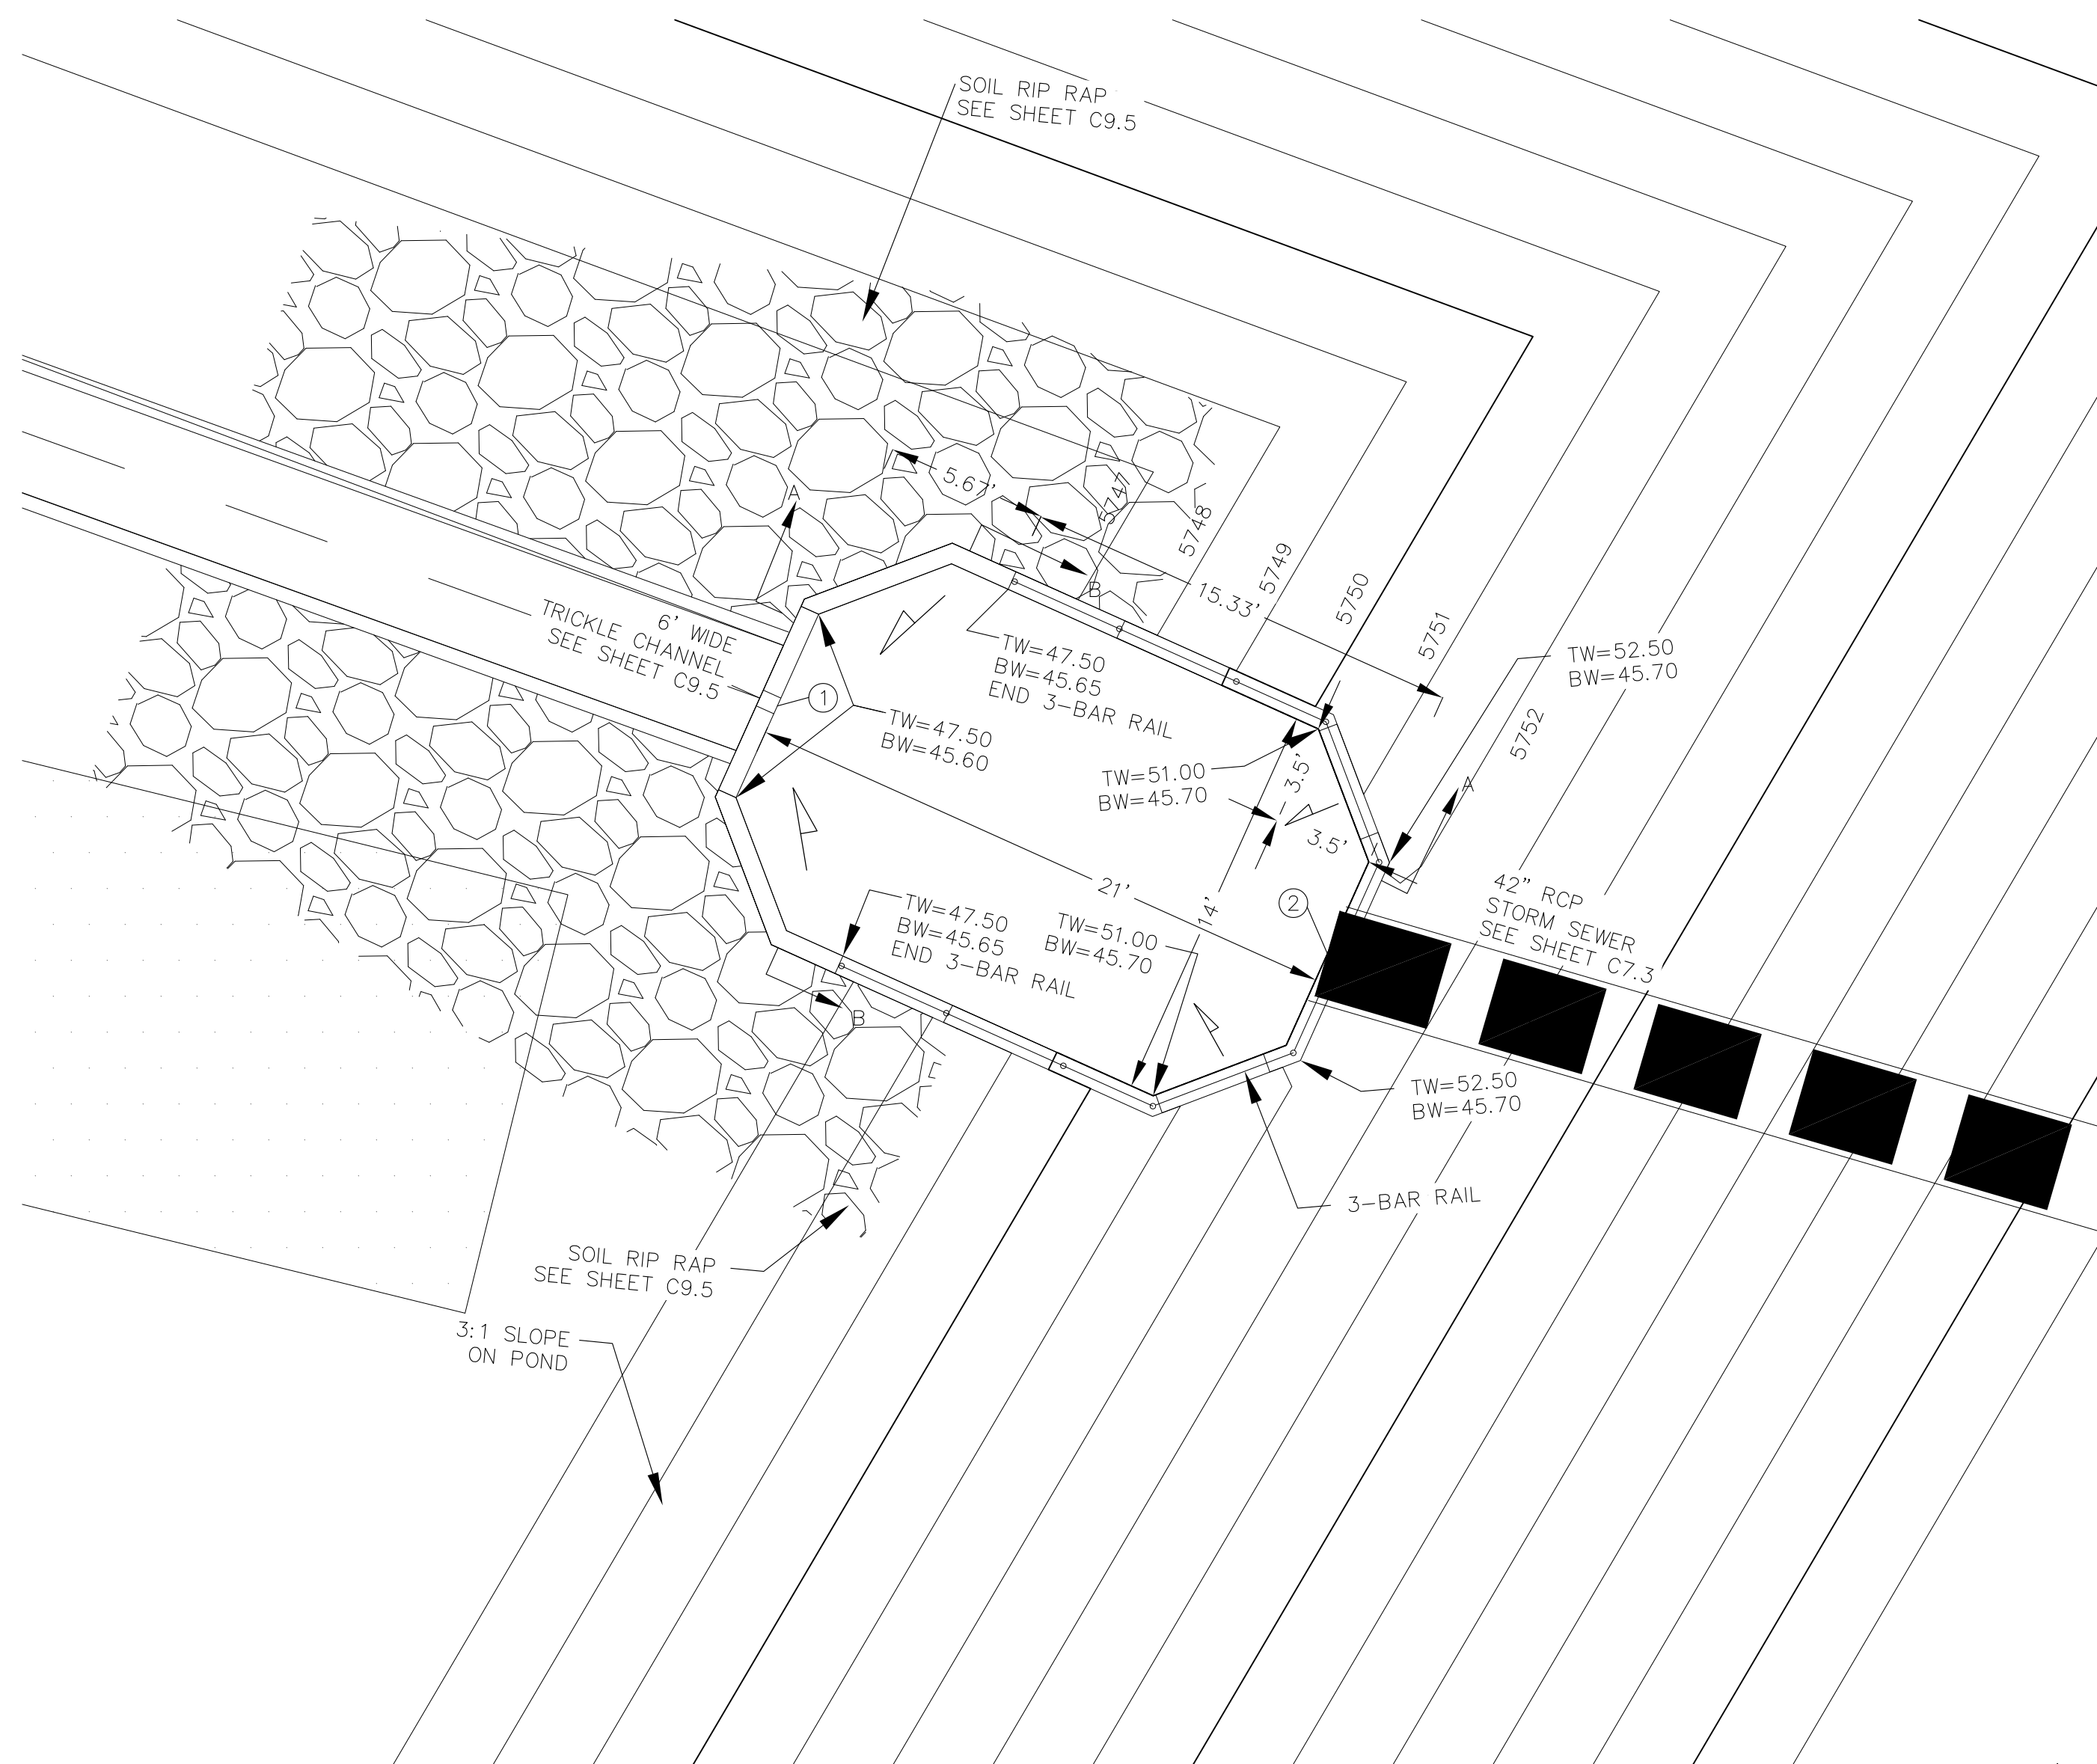 SOIL RIP RAP
SEE SHEET C9.5
5.67'
A
5747
5748
5749
5750
5751
5752
B
15.33'
6' WIDE
TRICKLE CHANNEL
SEE SHEET C9.5
1
TW=47.50
BW=45.65
END 3-BAR RAIL
TW=52.50
BW=45.70
TW=47.50
BW=45.60
TW=51.00
BW=45.70
3.5'
3.5'
A
21'
14'
2
42" RCP
STORM SEWER
SEE SHEET C7.3
TW=47.50
BW=45.65
END 3-BAR RAIL
TW=51.00
BW=45.70
B
TW=52.50
BW=45.70
3-BAR RAIL
SOIL RIP RAP
SEE SHEET C9.5
3:1 SLOPE
ON POND